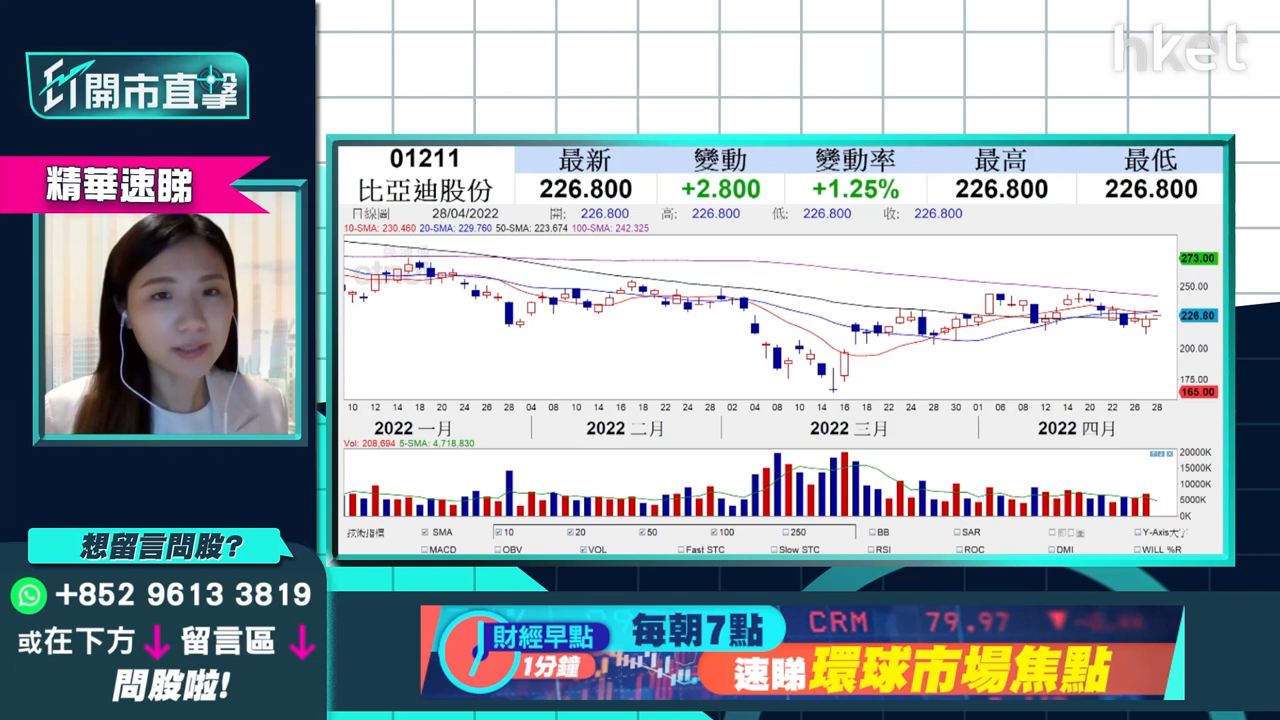 hket
ET開市直擊
精華速睇
01211
比亞迪股份
最新 變動 變動率 最高 最低
226.800 +2.800 +1.25% 226.800 226.800
日線圖 28/04/2022 開: 226.800 高: 226.800 低: 226.800 收: 226.800
10-SMA: 230.460 20-SMA: 229.760 50-SMA: 223.674 100-SMA: 242.325
273.00
250.00
226.80
200.00
175.00
165.00
10 12 14 18 20 24 26 28 04 08 10 14 16 18 22 24 28 02 04 08 10 14 16 18 22 24 28 30 01 06 08 12 14 20 22 26 28
2022 一月 2022 二月 2022 三月 2022 四月
Vol: 208,694 5-SMA: 4,718,830
20000K
15000K
10000K
5000K
0K
技術指標 SMA 10 20 50 100 250 BB SAR Y-Axis大字
MACD OBV VOL Fast STC Slow STC RSI ROC DMI WILL %R
想留言問股?
+852 9613 3819
或在下方 留言區
問股啦!
財經早點
1分鐘
每朝7點
速睇環球市場焦點
CRM 79.97